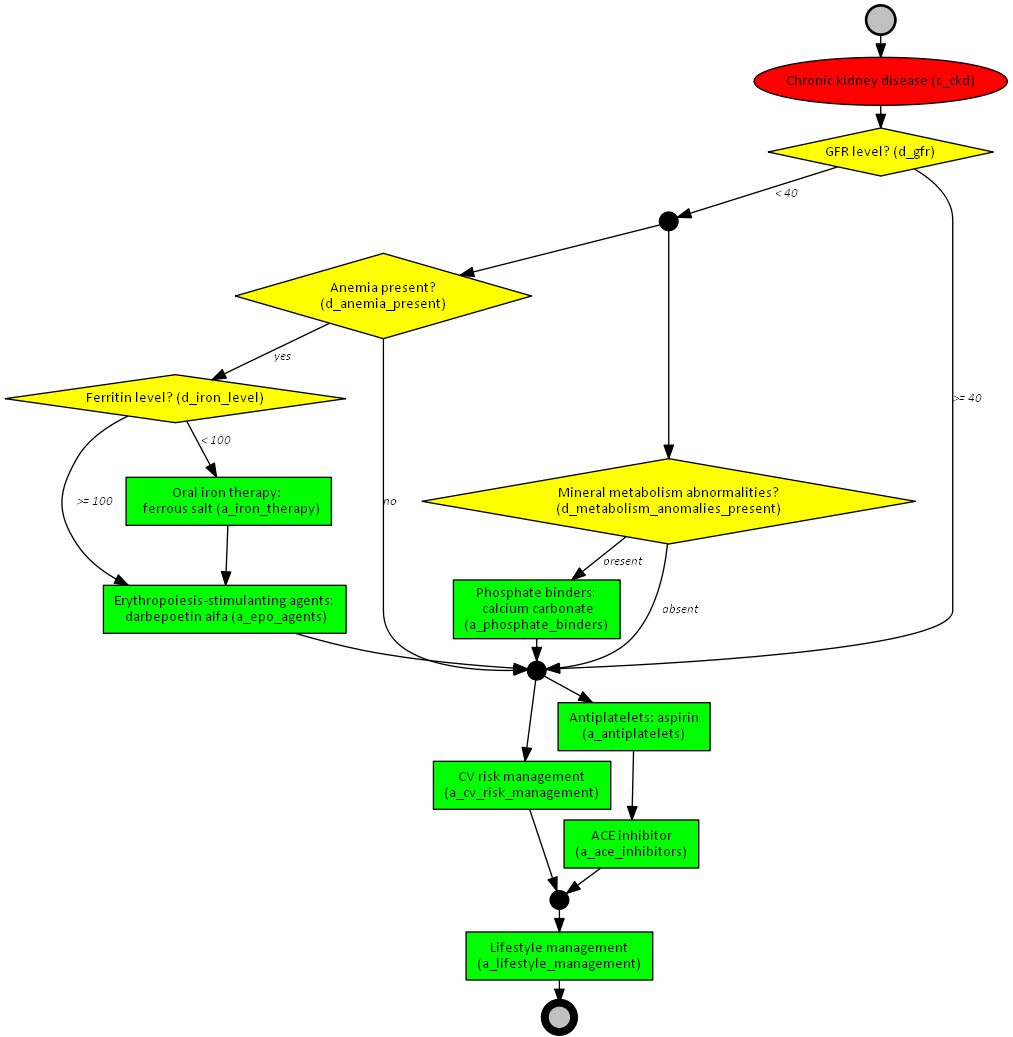 Chronic kidney disease (c_ckd)
GFR level? (d_gfr)
< 40
Anemia present?
(d_anemia_present)
yes
Ferritin level? (d_iron_level)
>= 40
< 100
Oral iron therapy:
ferrous salt (a_iron_therapy)
>= 100
no
Mineral metabolism abnormalities?
(d_metabolism_anomalies_present)
present
Erythropoiesis-stimulanting agents:
darbepoetin alfa (a_epo_agents)
Phosphate binders:
calcium carbonate
(a_phosphate_binders)
absent
Antiplatelets: aspirin
(a_antiplatelets)
CV risk management
(a_cv_risk_management)
ACE inhibitor
(a_ace_inhibitors)
Lifestyle management
(a_lifestyle_management)